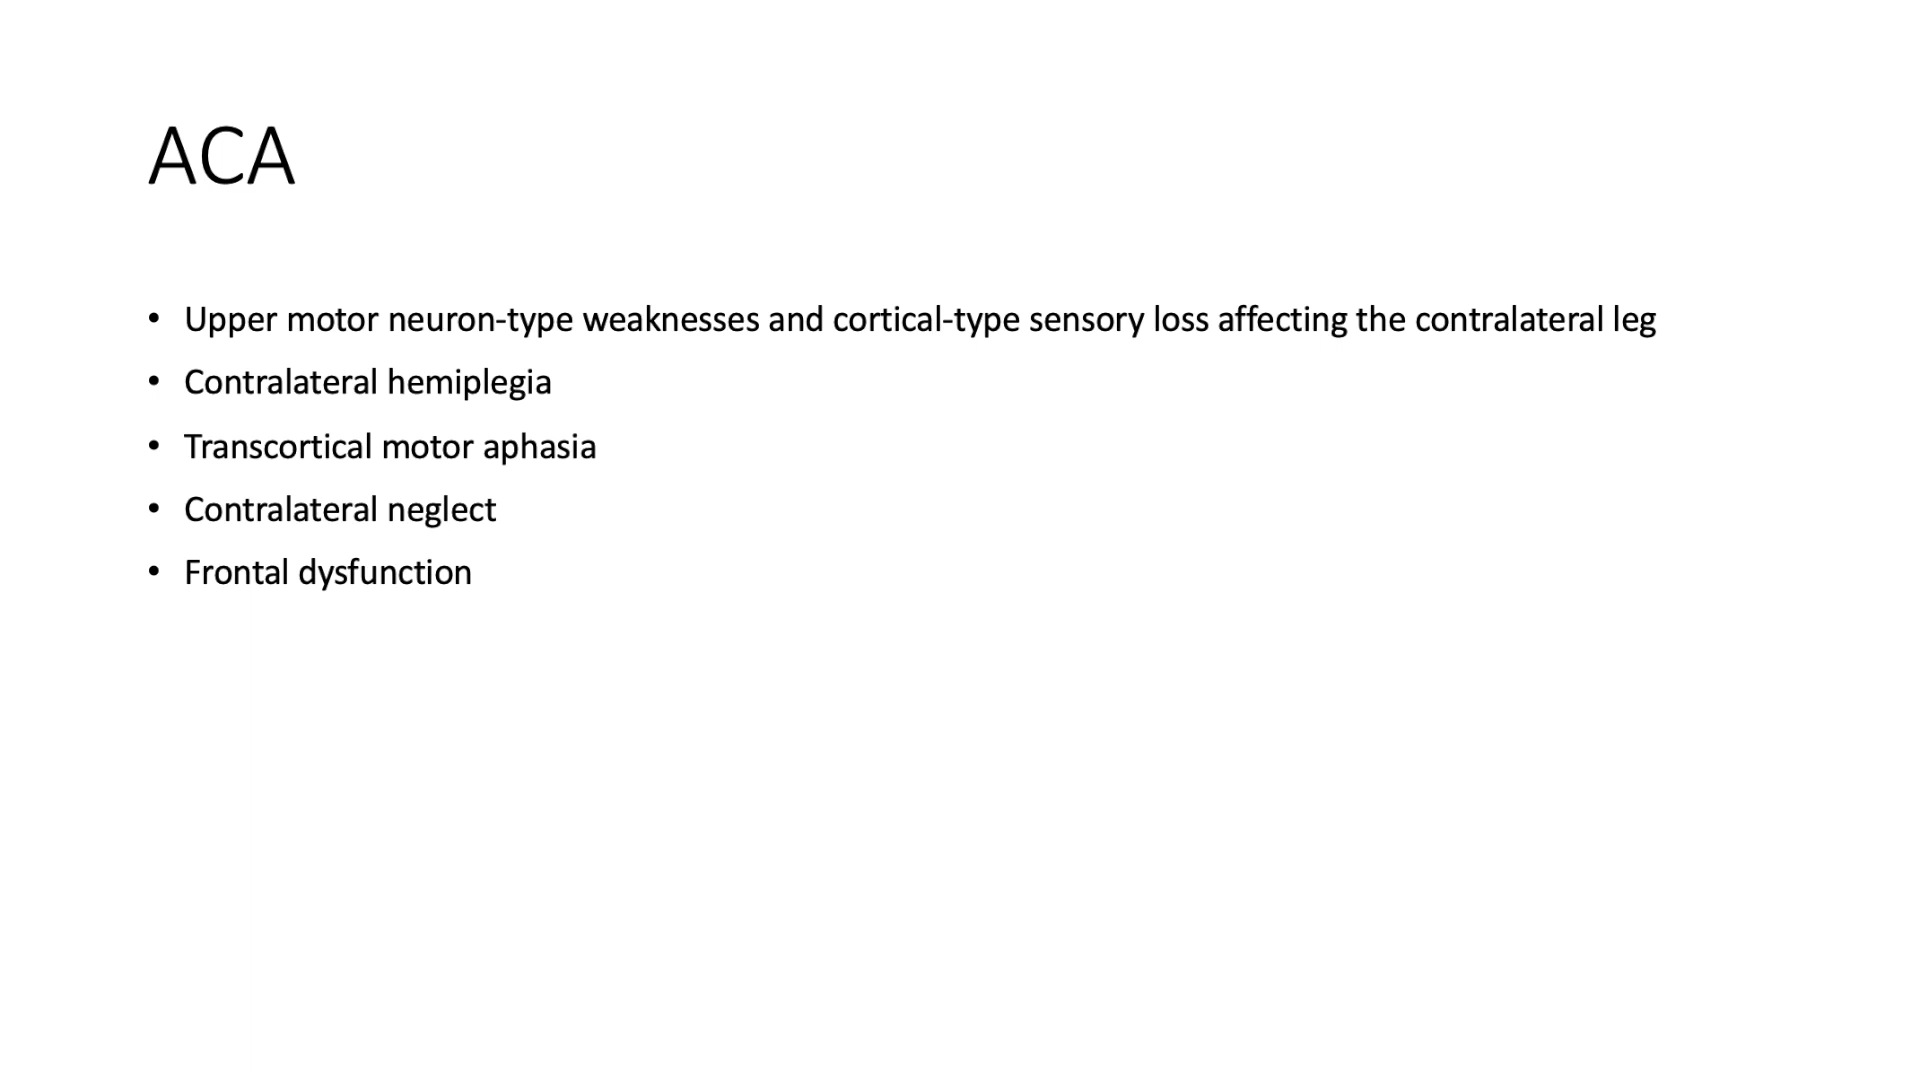 ACA
• Upper motor neuron-type weaknesses and cortical-type sensory loss affecting the contralateral leg
• Contralateral hemiplegia
• Transcortical motor aphasia
• Contralateral neglect
• Frontal dysfunction